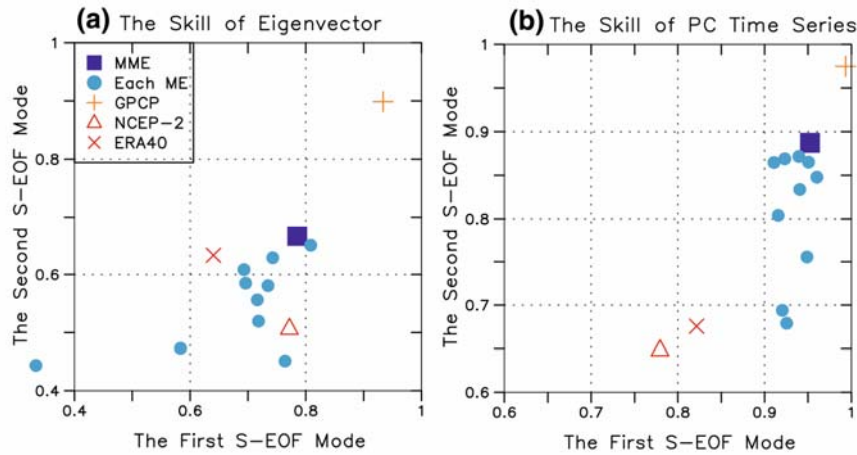 (a) The Skill of Eigenvector
1
0.8
0.6
0.4
The Second S-EOF Mode
MME
Each ME
GPCP
NCEP-2
ERA40
0.4 0.6 0.8 1
The First S-EOF Mode
(b) The Skill of PC Time Series
1
0.9
0.8
0.7
0.6
The Second S-EOF Mode
0.6 0.7 0.8 0.9 1
The First S-EOF Mode